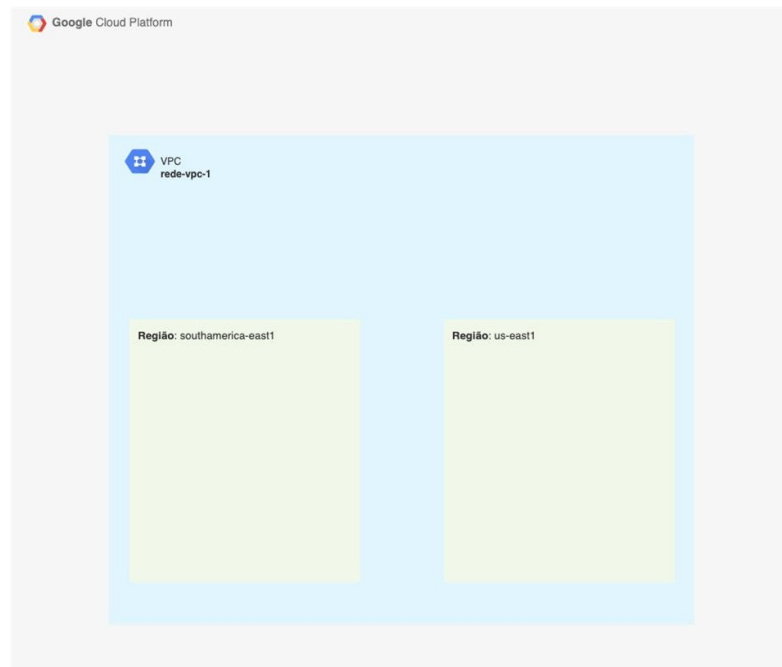 Google Cloud Platform
VPC
rede-vpc-1
Região: southamerica-east1
Região: us-east1